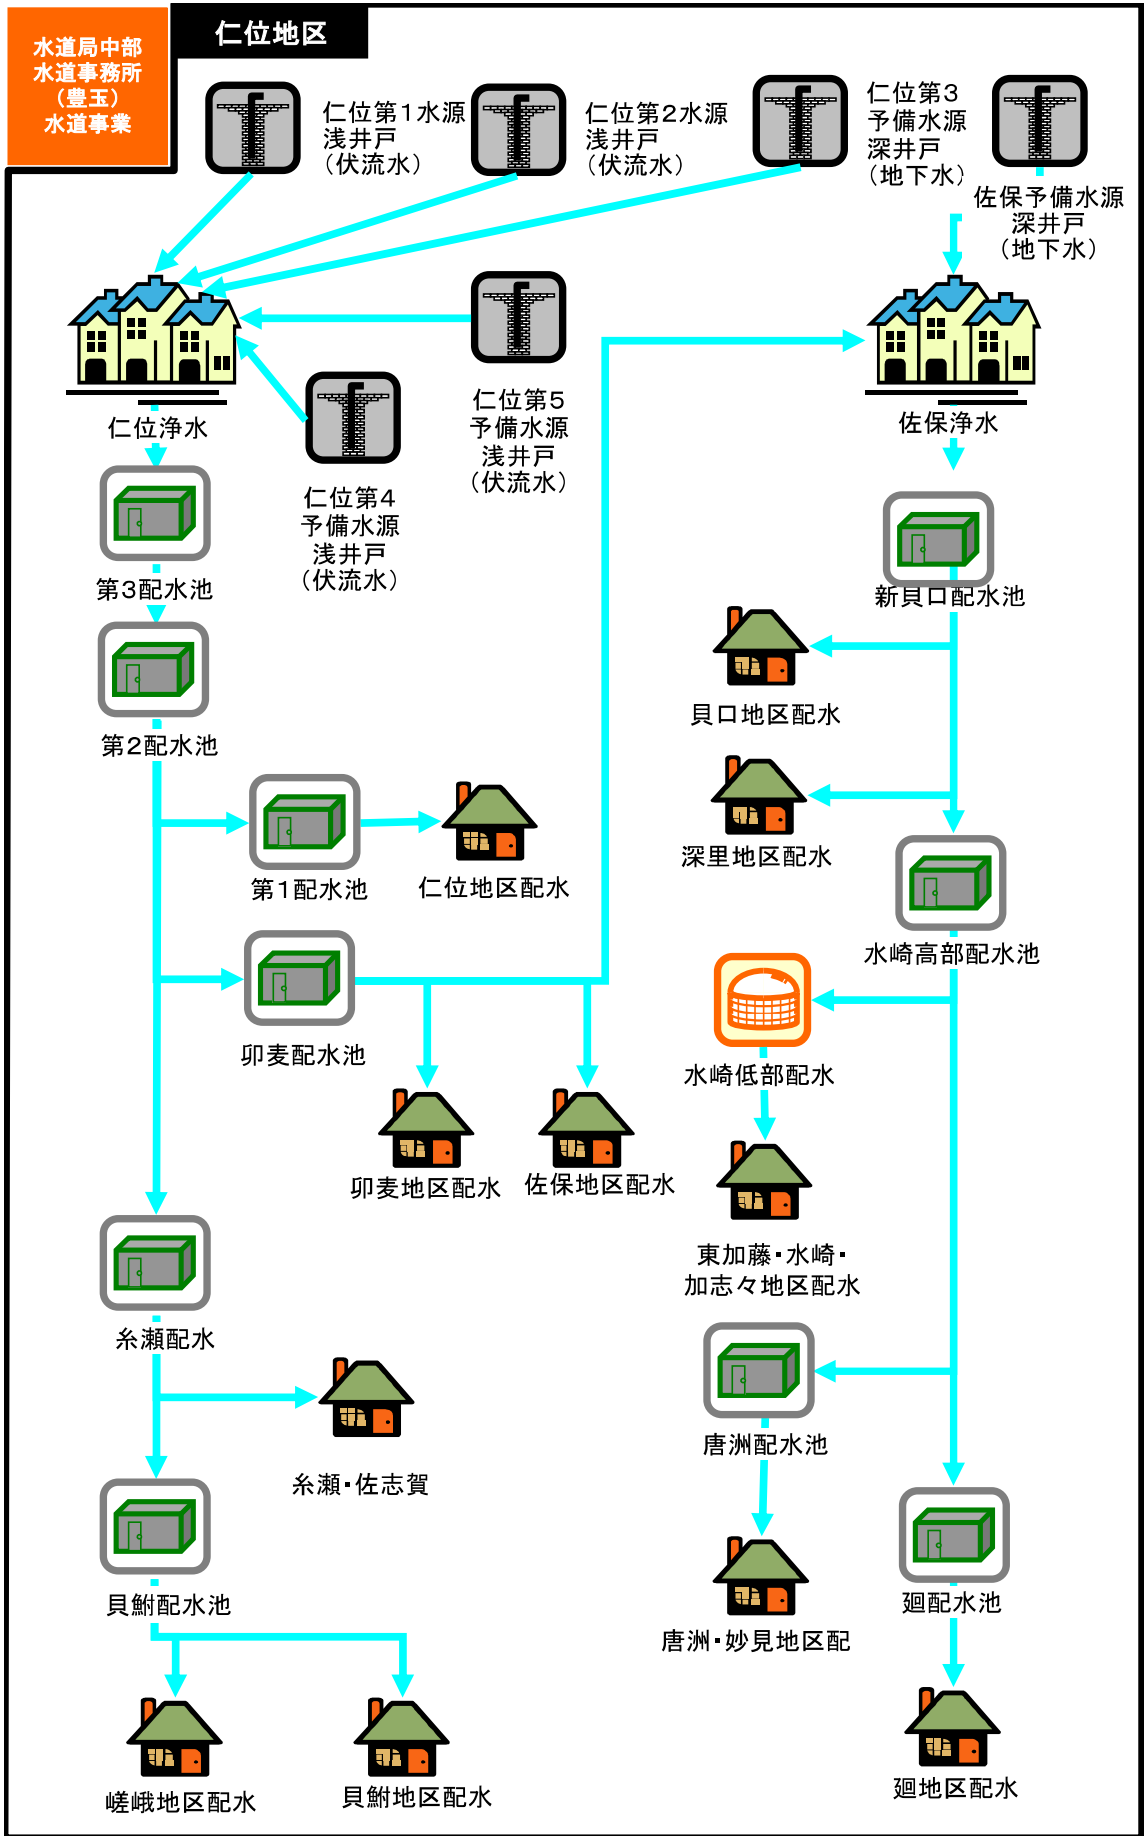 水道局中部
水道事務所
（豊玉）
水道事業
仁位地区
仁位第１水源
浅井戸
（伏流水）
仁位第２水源
浅井戸
（伏流水）
仁位第３
予備水源
深井戸
（地下水）
佐保予備水源
深井戸
（地下水）
仁位浄水
仁位第４
予備水源
浅井戸
（伏流水）
仁位第５
予備水源
浅井戸
（伏流水）
佐保浄水
第３配水池
第２配水池
第１配水池
仁位地区配水
卯麦配水池
卯麦地区配水
佐保地区配水
糸瀬配水
糸瀬・佐志賀
貝鮒配水池
嵯峨地区配水
貝鮒地区配水
新貝口配水池
貝口地区配水
深里地区配水
水崎高部配水池
水崎低部配水
東加藤・水崎・
加志々地区配水
唐洲配水池
唐洲・妙見地区配
廻配水池
廻地区配水